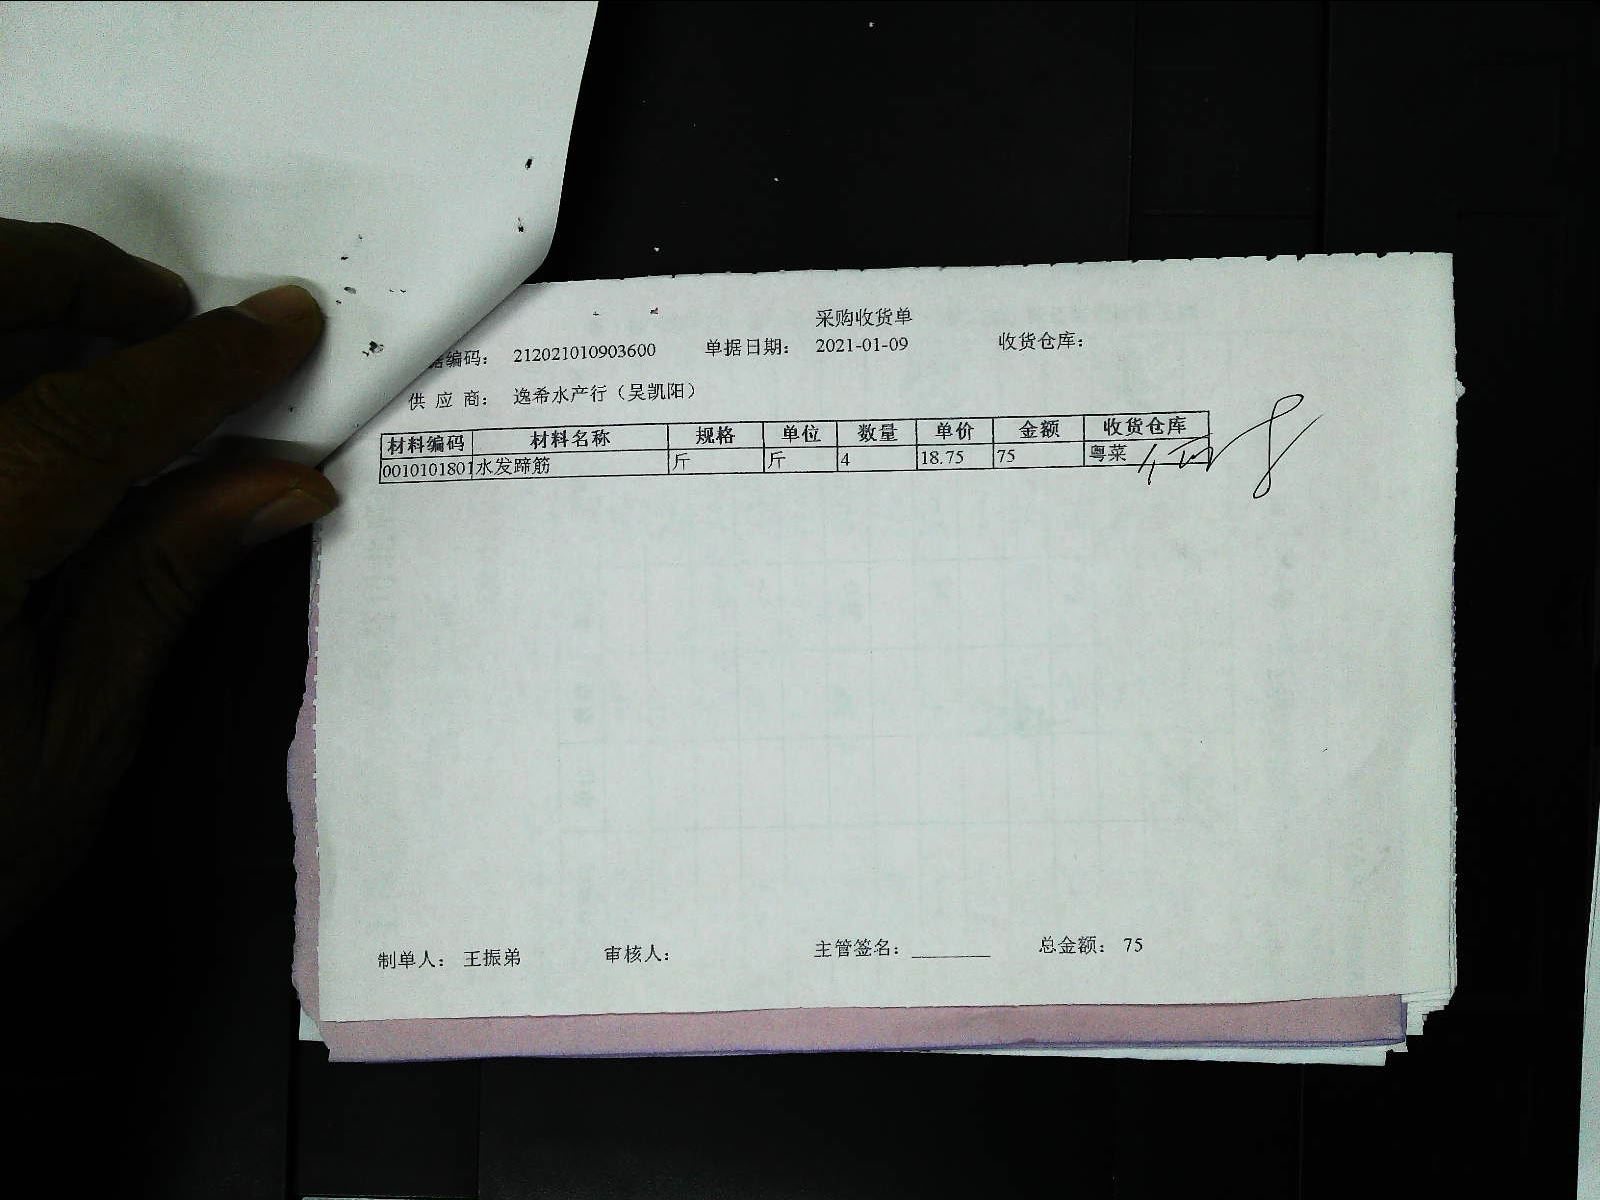 采购收货单
据编码： 212021010903600 单据日期： 2021-01-09 收货仓库：
供 应 商： 逸希水产行（吴凯阳）
材料编码 材料名称 规格 单位 数量 单价 金额 收货仓库
0010101801 水发蹄筋 斤 斤 4 18.75 75 粤菜
制单人： 王振弟 审核人： 主管签名：________ 总金额： 75